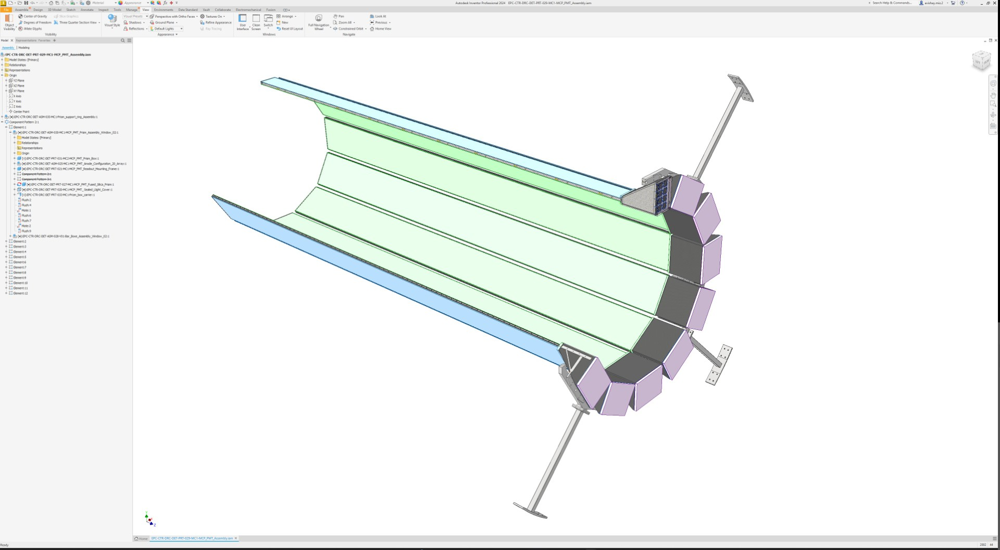 Material
Appearance
Autodesk Inventor Professional 2024 EPC-CTR-DRC-DET-PRT-029-MC1-MCP_PMT_Assembly.iam
Search Help & Commands...
avishay.mic.2
File Assemble Design 3D Model Sketch Annotate Inspect Tools Manage View Environments Data Standard Vault Collaborate Electromechanical Fusion
Object Visibility
Center of Gravity
Slice Graphics
Degrees of Freedom
Three Quarter Section View
iMate Glyphs
Visibility
Visual Style
Visual Presets
Shadows
Reflections
Perspective with Ortho Faces
Ground Plane
Default Lights
Textures On
Refine Appearance
Ray Tracing
Appearance
User Interface
Clean Screen
Switch
Arrange
New
Reset UI Layout
Windows
Full Navigation Wheel
Pan
Zoom All
Constrained Orbit
Look At
Previous
Home View
Navigate
Model Representations Favorites
Assembly | Modeling
EPC-CTR-DRC-DET-PRT-029-MC1-MCP_PMT_Assembly.iam
Model States: [Primary]
Relationships
Representations
Origin
YZ Plane
XZ Plane
XY Plane
X Axis
Y Axis
Z Axis
Center Point
[●]:EPC-CTR-DRC-DET-ASM-035-MC1-Prism_support_ring_Assembly:1
Component Pattern 2:1
Element:1
[●]:EPC-CTR-DRC-DET-ASM-030-MC1-MCP_PMT_Prism_Assembly_Window_02:1
Model States: [Primary]
Relationships
Representations
Origin
[○]:EPC-CTR-DRC-DET-PRT-031-MC2-MCP_PMT_Prism_Box:1
[●]:EPC-CTR-DRC-DET-ASM-025-MC1-MCP_PMT_Anode_Configuraiton_20_Array:1
[●]:EPC-CTR-DRC-DET-PRT-021-MC1-MCP_PMT_Readout_Mounting_Frame:1
Component Pattern 2:1
Component Pattern 3:1
[●]:EPC-CTR-DRC-DET-PRT-027-MC1-MCP_PMT_Fused_Silica_Prism:1
[●]:EPC-CTR-DRC-DET-PRT-028-MC1-MCP_PMT_Sealed_Light_Cover:1
[○]:EPC-CTR-DRC-DET-PRT-033-MC1-Prism_box_carrier:1
Flush:2
Flush:4
Mate:1
Flush:6
Flush:7
Mate:2
Flush:9
[●]:EPC-CTR-DRC-DET-ASM-028-V01-Bar_Boxe_Assembly_Window_02:1
Element:2
Element:3
Element:4
Element:5
Element:6
Element:7
Element:8
Element:9
Element:10
Element:11
Element:12
Y
Z
Home EPC-CTR-DRC-DET-PRT-029-MC1-MCP_PMT_Assembly.iam
Ready
2882 44